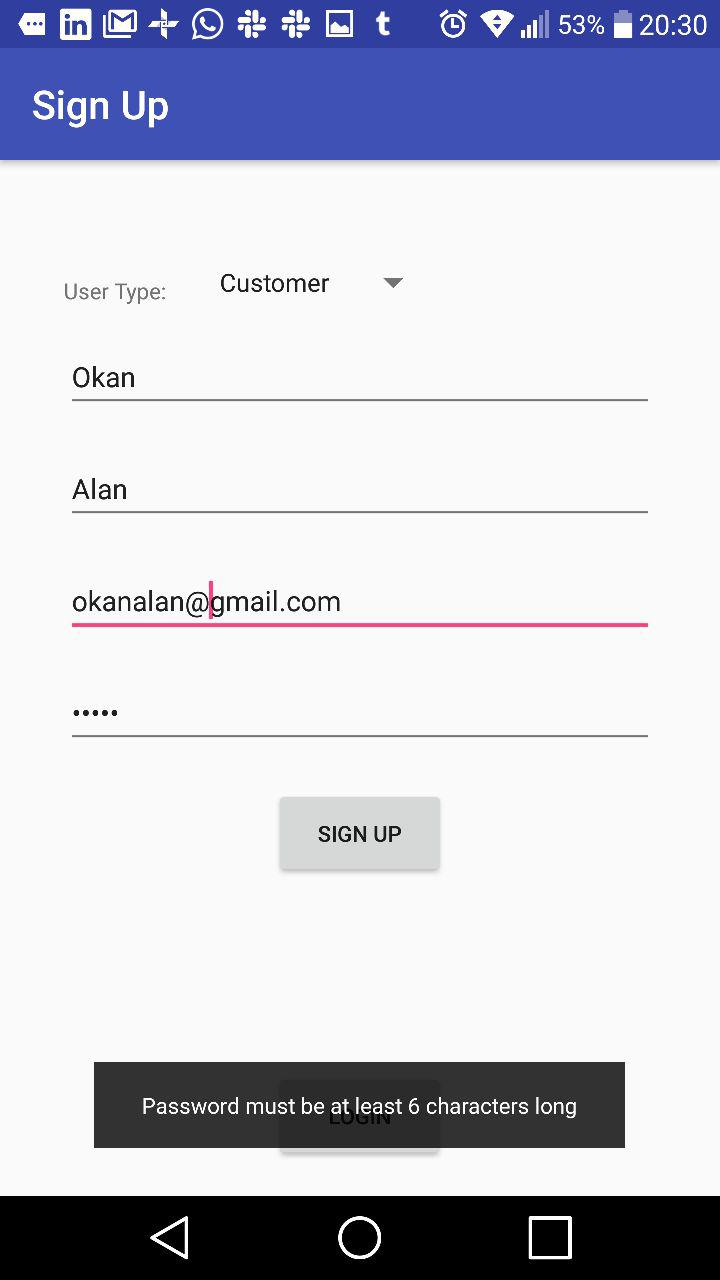 53% 20:30
Sign Up
User Type: Customer
Okan
Alan
okanalan@gmail.com
•••••
SIGN UP
Password must be at least 6 characters long
LOGIN